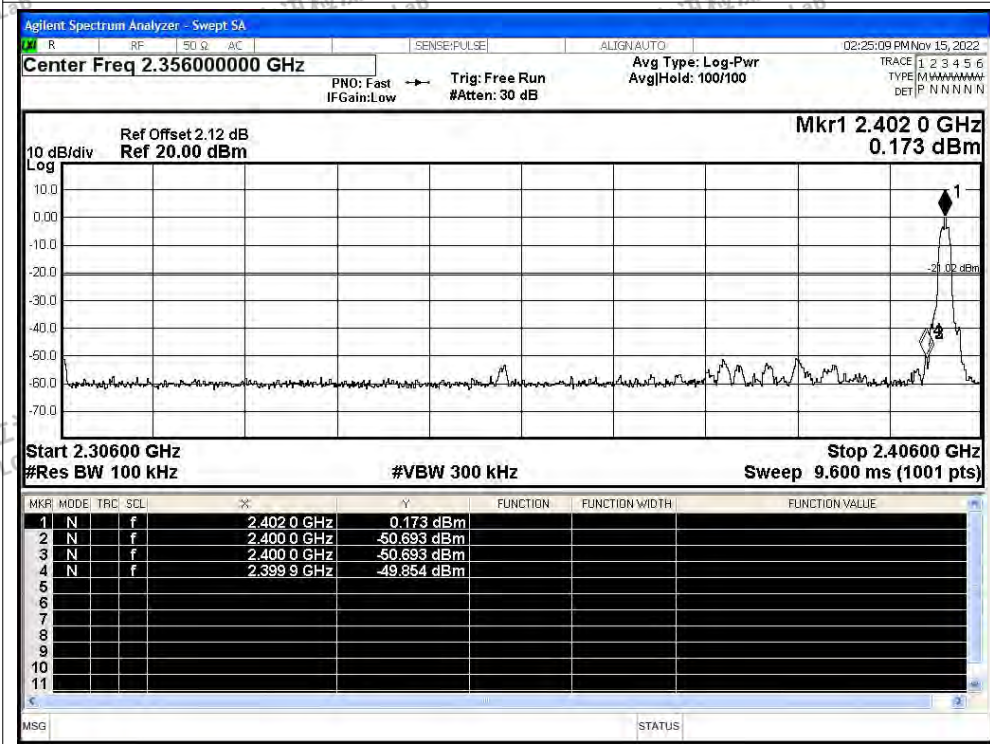 Agilent Spectrum Analyzer - Swept SA
LXI R RF 50 Ω AC SENSE:PULSE ALIGNAUTO 02:25:09 PM Nov 15, 2022
Center Freq 2.356000000 GHz
PNO: Fast
IFGain:Low
Trig: Free Run
#Atten: 30 dB
Avg Type: Log-Pwr
Avg|Hold: 100/100
TRACE 1 2 3 4 5 6
TYPE M
DET P N N N N N
Mkr1 2.402 0 GHz
0.173 dBm
Ref Offset 2.12 dB
10 dB/div Ref 20.00 dBm
Log
10.0
0.00
-10.0
-20.0
-30.0
-40.0
-50.0
-60.0
-70.0
1
-21.02 dBm
Start 2.30600 GHz Stop 2.40600 GHz
#Res BW 100 kHz #VBW 300 kHz Sweep 9.600 ms (1001 pts)
MKR MODE TRC SCL X Y FUNCTION FUNCTION WIDTH FUNCTION VALUE
1 N f 2.402 0 GHz 0.173 dBm
2 N f 2.400 0 GHz -50.693 dBm
3 N f 2.400 0 GHz -50.693 dBm
4 N f 2.399 9 GHz -49.854 dBm
5
6
7
8
9
10
11
MSG STATUS